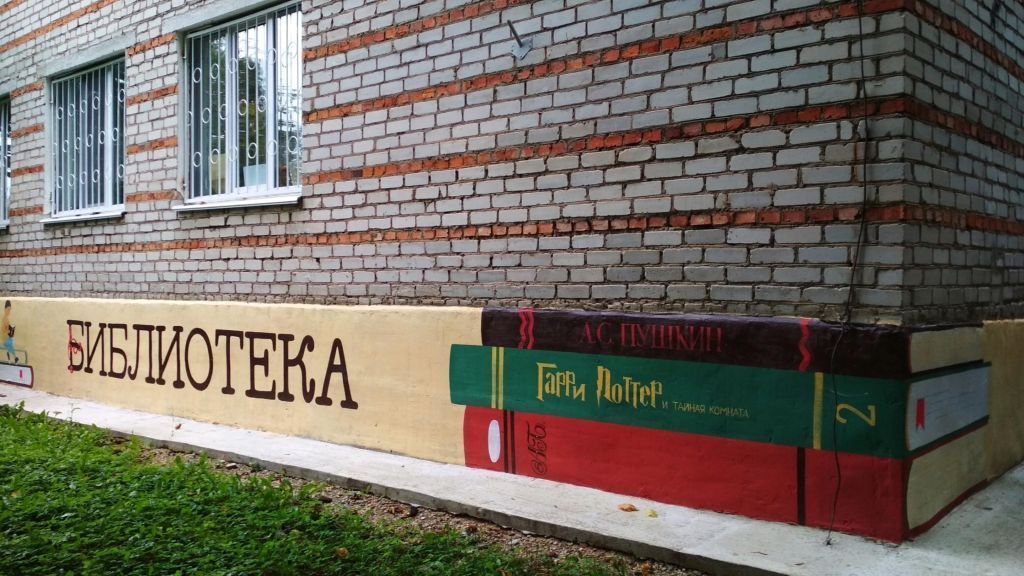 БИБЛИОТЕКА
А.С. ПУШКИН
Гарри Поттер
и тайная комната
2